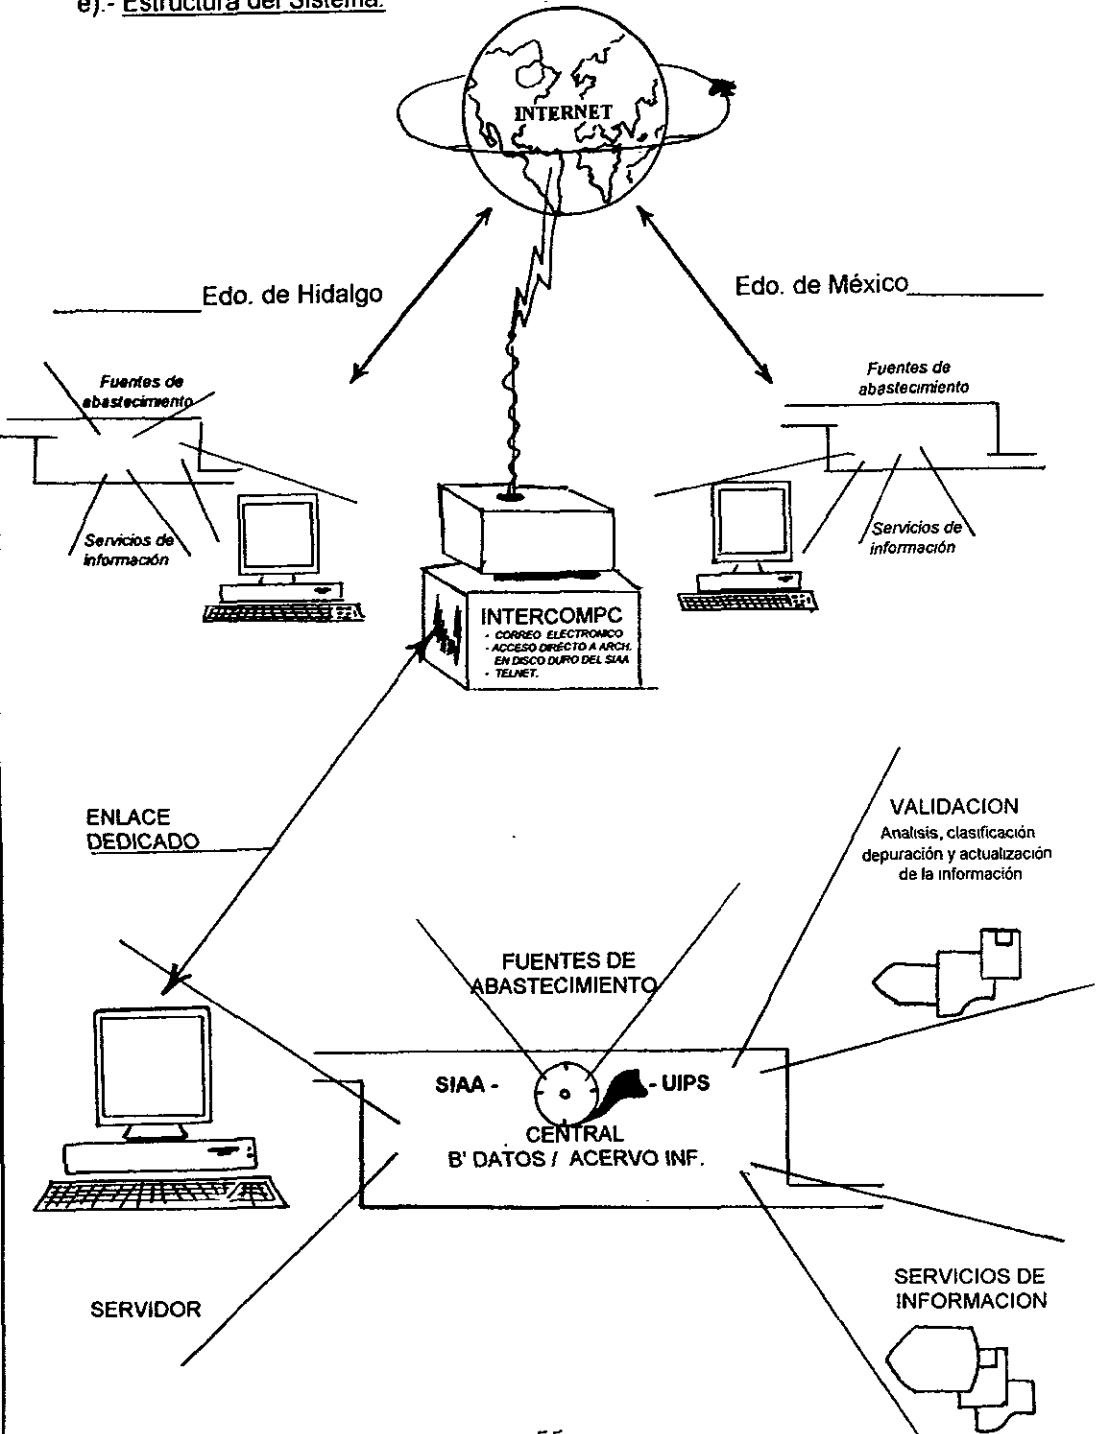 e).- Estructura del Sistema.
INTERNET
Edo. de Hidalgo
Edo. de México
Fuentes de
abastecimiento
Fuentes de
abastecimiento
Servicios de
información
Servicios de
información
INTERCOMPC
- CORREO ELECTRONICO
- ACCESO DIRECTO A ARCH.
EN DISCO DURO DEL SIAA
- TELNET.
ENLACE
DEDICADO
VALIDACION
Analisis, clasificación
depuración y actualización
de la información
FUENTES DE
ABASTECIMIENTO
SIAA -
- UIPS
CENTRAL
B' DATOS / ACERVO INF.
SERVIDOR
SERVICIOS DE
INFORMACION